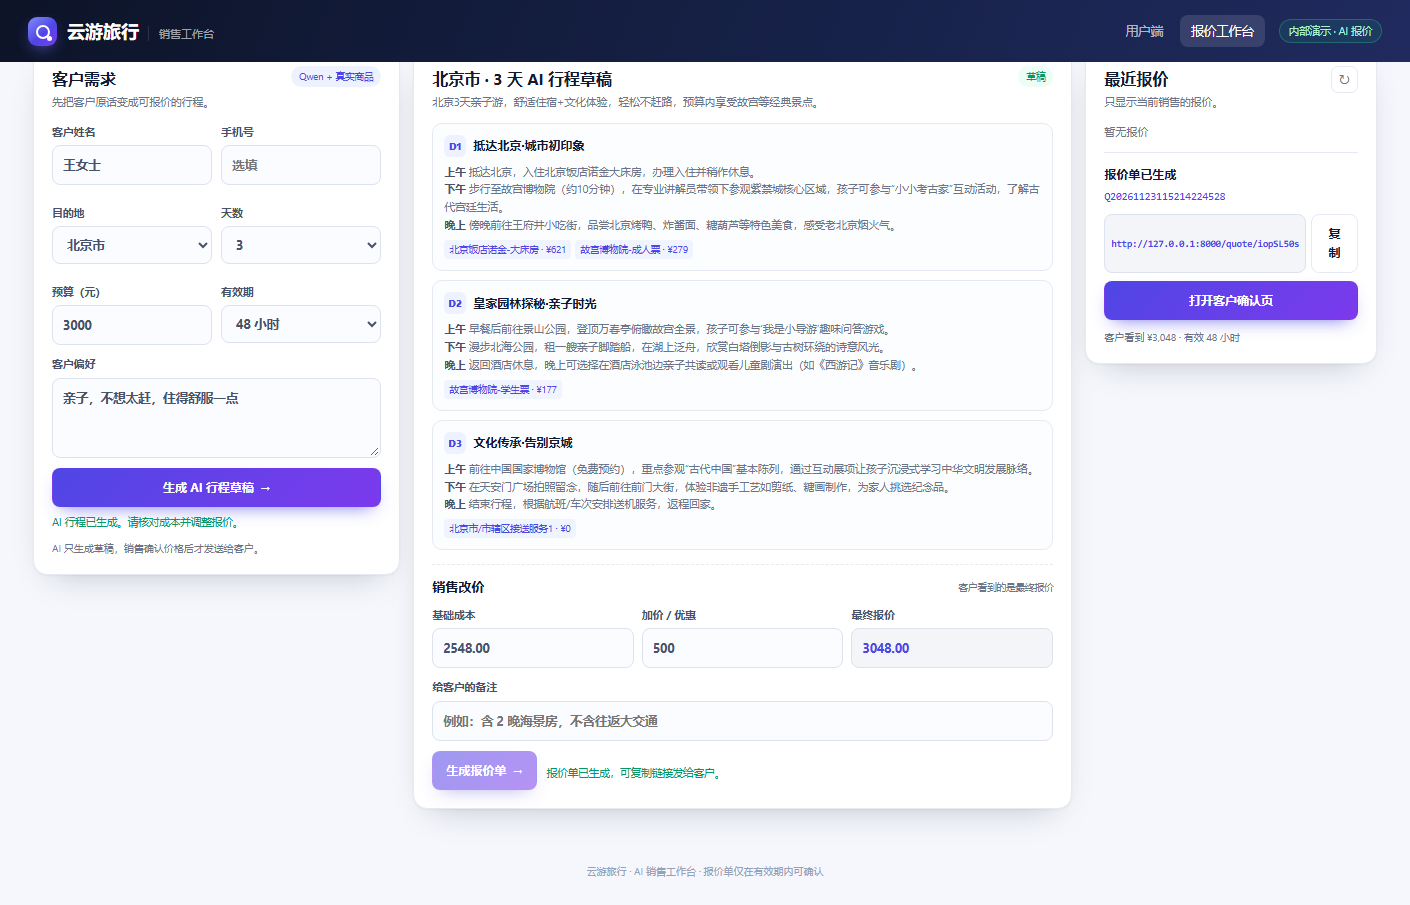 云游旅行
销售工作台
用户端
报价工作台
内部演示 · AI 报价
客户需求
Qwen + 真实商品
先把客户原话变成可报价的行程。
客户姓名
手机号
王女士
选填
目的地
天数
北京市
3
预算（元）
有效期
3000
48 小时
客户偏好
亲子，不想太赶，住得舒服一点
生成 AI 行程草稿 →
AI 行程已生成。请核对成本并调整报价。
AI 只生成草稿，销售确认价格后才发送给客户。
北京市 · 3 天 AI 行程草稿
草稿
北京3天亲子游，舒适住宿+文化体验，轻松不赶路，预算内享受故宫等经典景点。
D1 抵达北京·城市初印象
上午 抵达北京，入住北京饭店诺金大床房，办理入住并稍作休息。
下午 步行至故宫博物院（约10分钟），在专业讲解员带领下参观紫禁城核心区域，孩子可参与“小小考古家”互动活动，了解古
代宫廷生活。
晚上 傍晚前往王府井小吃街，品尝北京烤鸭、炸酱面、糖葫芦等特色美食，感受老北京烟火气。
北京饭店诺金-大床房 · ¥621
故宫博物院-成人票 · ¥279
D2 皇家园林探秘·亲子时光
上午 早餐后前往景山公园，登顶万春亭俯瞰故宫全景，孩子可参与‘我是小导游’趣味问答游戏。
下午 漫步北海公园，租一艘亲子脚踏船，在湖上泛舟，欣赏白塔倒影与古树环绕的诗意风光。
晚上 返回酒店休息，晚上可选择在酒店泳池边亲子共读或观看儿童剧演出（如《西游记》音乐剧）。
故宫博物院-学生票 · ¥177
D3 文化传承·告别京城
上午 前往中国国家博物馆（免费预约），重点参观“古代中国”基本陈列，通过互动展项让孩子沉浸式学习中华文明发展脉络。
下午 在天安门广场拍照留念，随后前往前门大街，体验非遗手工艺如剪纸、糖画制作，为家人挑选纪念品。
晚上 结束行程，根据航班/车次安排送机服务，返程回家。
北京市/市辖区接送服务1 · ¥0
销售改价
客户看到的是最终报价
基础成本
加价 / 优惠
最终报价
2548.00
500
3048.00
给客户的备注
例如：含 2 晚海景房，不含往返大交通
生成报价单 →
报价单已生成，可复制链接发给客户。
最近报价
↻
只显示当前销售的报价。
暂无报价
报价单已生成
Q20261123115214224528
http://127.0.0.1:8000/quote/iopSL50s
复
制
打开客户确认页
客户看到 ¥3,048 · 有效 48 小时
云游旅行 · AI 销售工作台 · 报价单仅在有效期内可确认